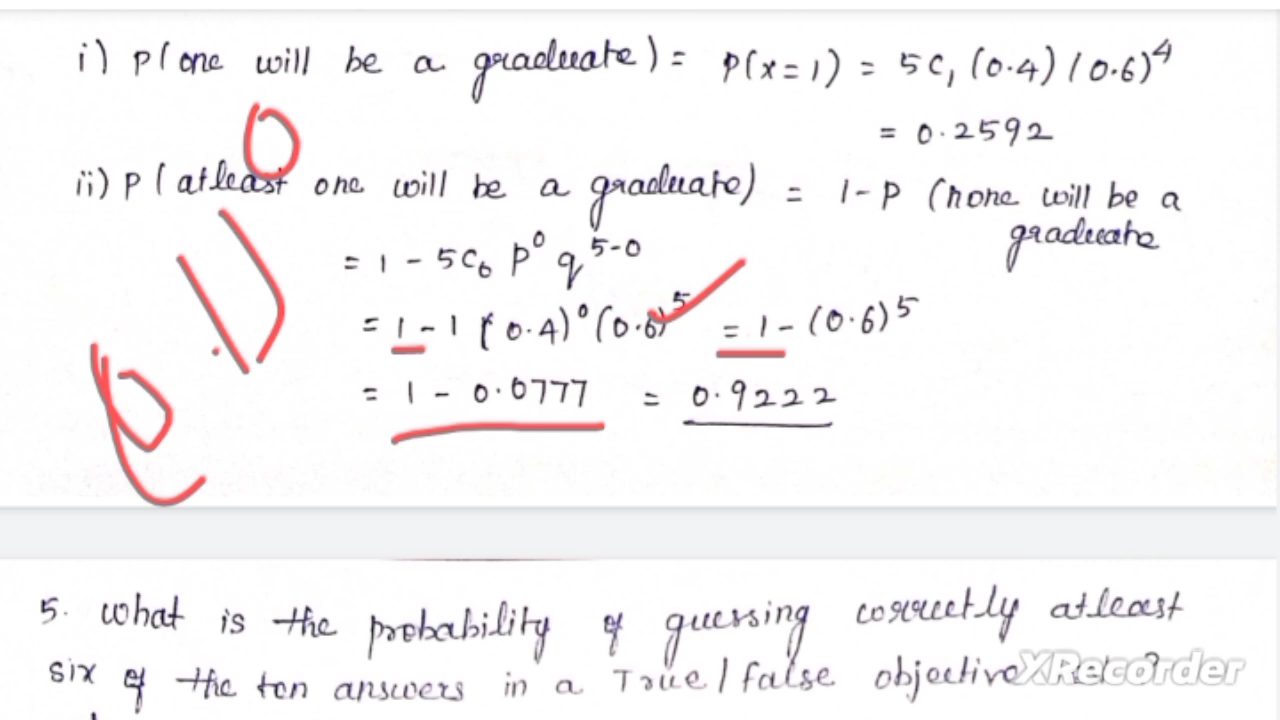 i) P(one will be a graduate) = P(x=1) = 5C₁ (0.4) (0.6)⁴
= 0.2592
ii) P(atleast one will be a graduate) = 1-P (none will be a
graduate
= 1 - 5C₀ p⁰ q⁵⁻⁰
= 1 - 1 (0.4)⁰ (0.6)⁵ = 1 - (0.6)⁵
= 1 - 0.0777 = 0.9222
5. What is the probability of guessing correctly atleast
six of the ten answers in a True/false objective
XRecorder